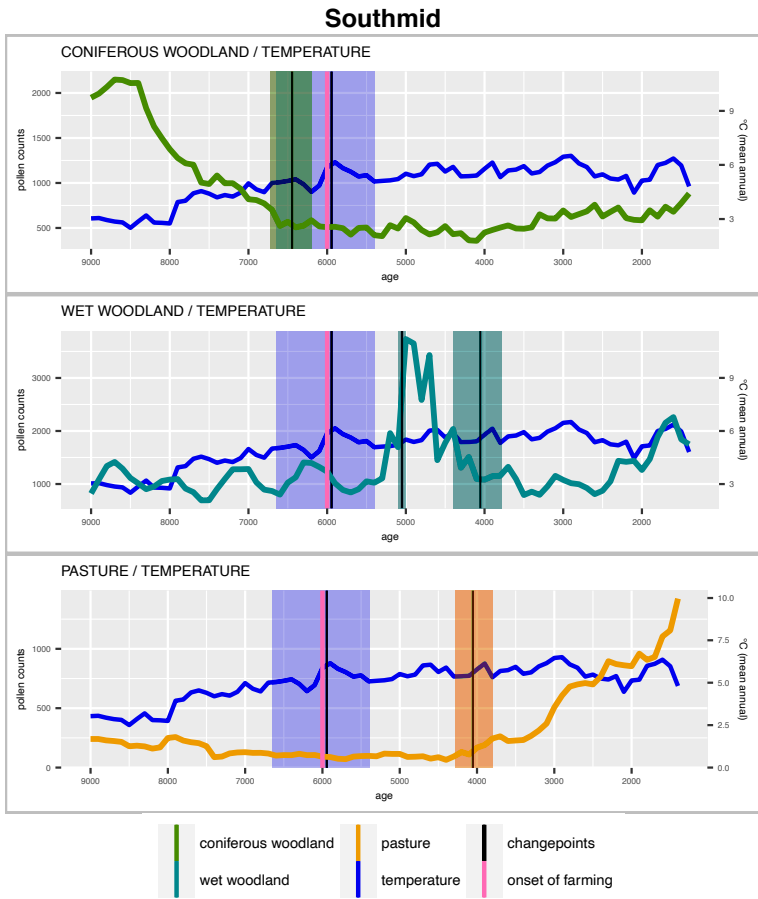 Southmid
CONIFEROUS WOODLAND / TEMPERATURE
pollen counts
2000
1500
1000
500
9
6
3
°C (mean annual)
9000 8000 7000 6000 5000 4000 3000 2000
age
WET WOODLAND / TEMPERATURE
pollen counts
3000
2000
1000
9
6
3
°C (mean annual)
9000 8000 7000 6000 5000 4000 3000 2000
age
PASTURE / TEMPERATURE
pollen counts
1000
500
0
10.0
7.5
5.0
2.5
0.0
°C (mean annual)
9000 8000 7000 6000 5000 4000 3000 2000
age
coniferous woodland pasture changepoints
wet woodland temperature onset of farming